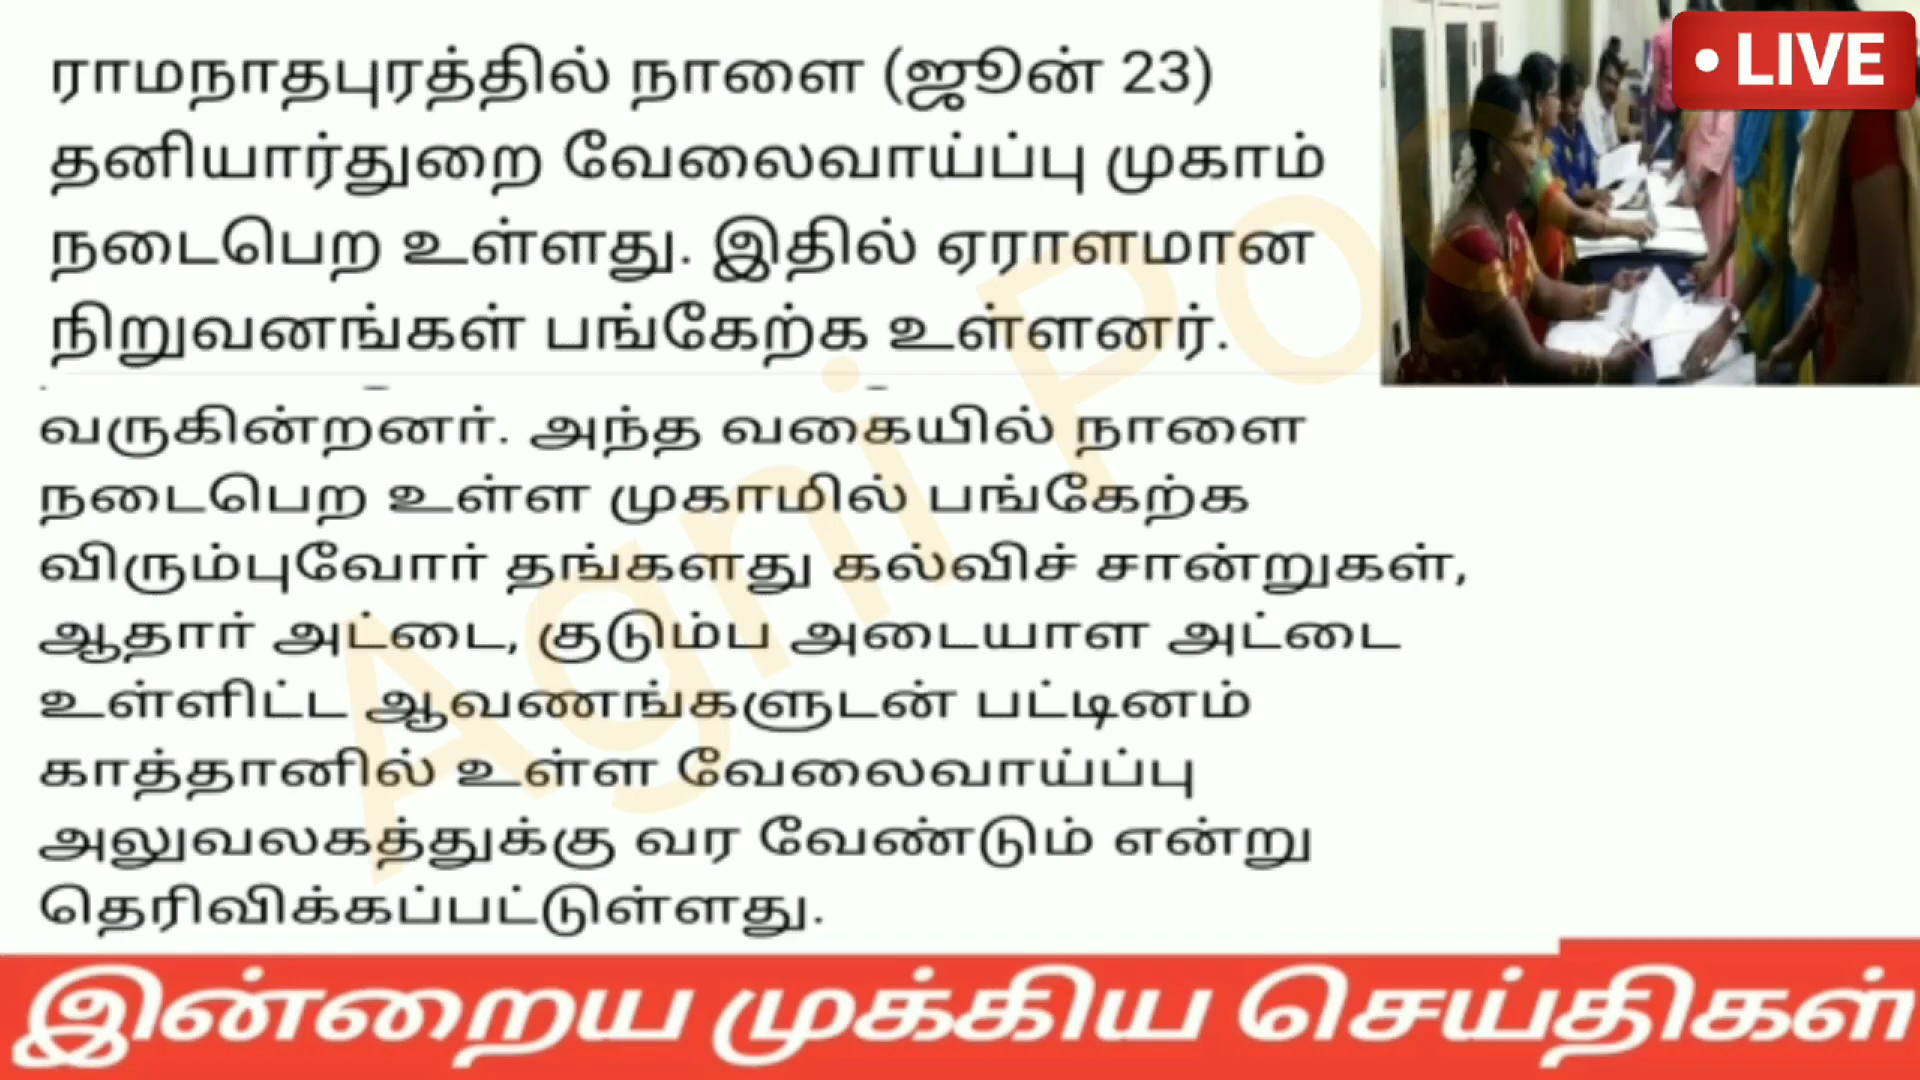 ராமநாதபுரத்தில் நாளை (ஜூன் 23)
தனியார்துறை வேலைவாய்ப்பு முகாம்
நடைபெற உள்ளது. இதில் ஏராளமான
நிறுவனங்கள் பங்கேற்க உள்ளனர்.
• LIVE
வருகின்றனர். அந்த வகையில் நாளை
நடைபெற உள்ள முகாமில் பங்கேற்க
விரும்புவோர் தங்களது கல்விச் சான்றுகள்,
ஆதார் அட்டை, குடும்ப அடையாள அட்டை
உள்ளிட்ட ஆவணங்களுடன் பட்டினம்
காத்தானில் உள்ள வேலைவாய்ப்பு
அலுவலகத்துக்கு வர வேண்டும் என்று
தெரிவிக்கப்பட்டுள்ளது.
Agni
இன்றைய முக்கிய செய்திகள்